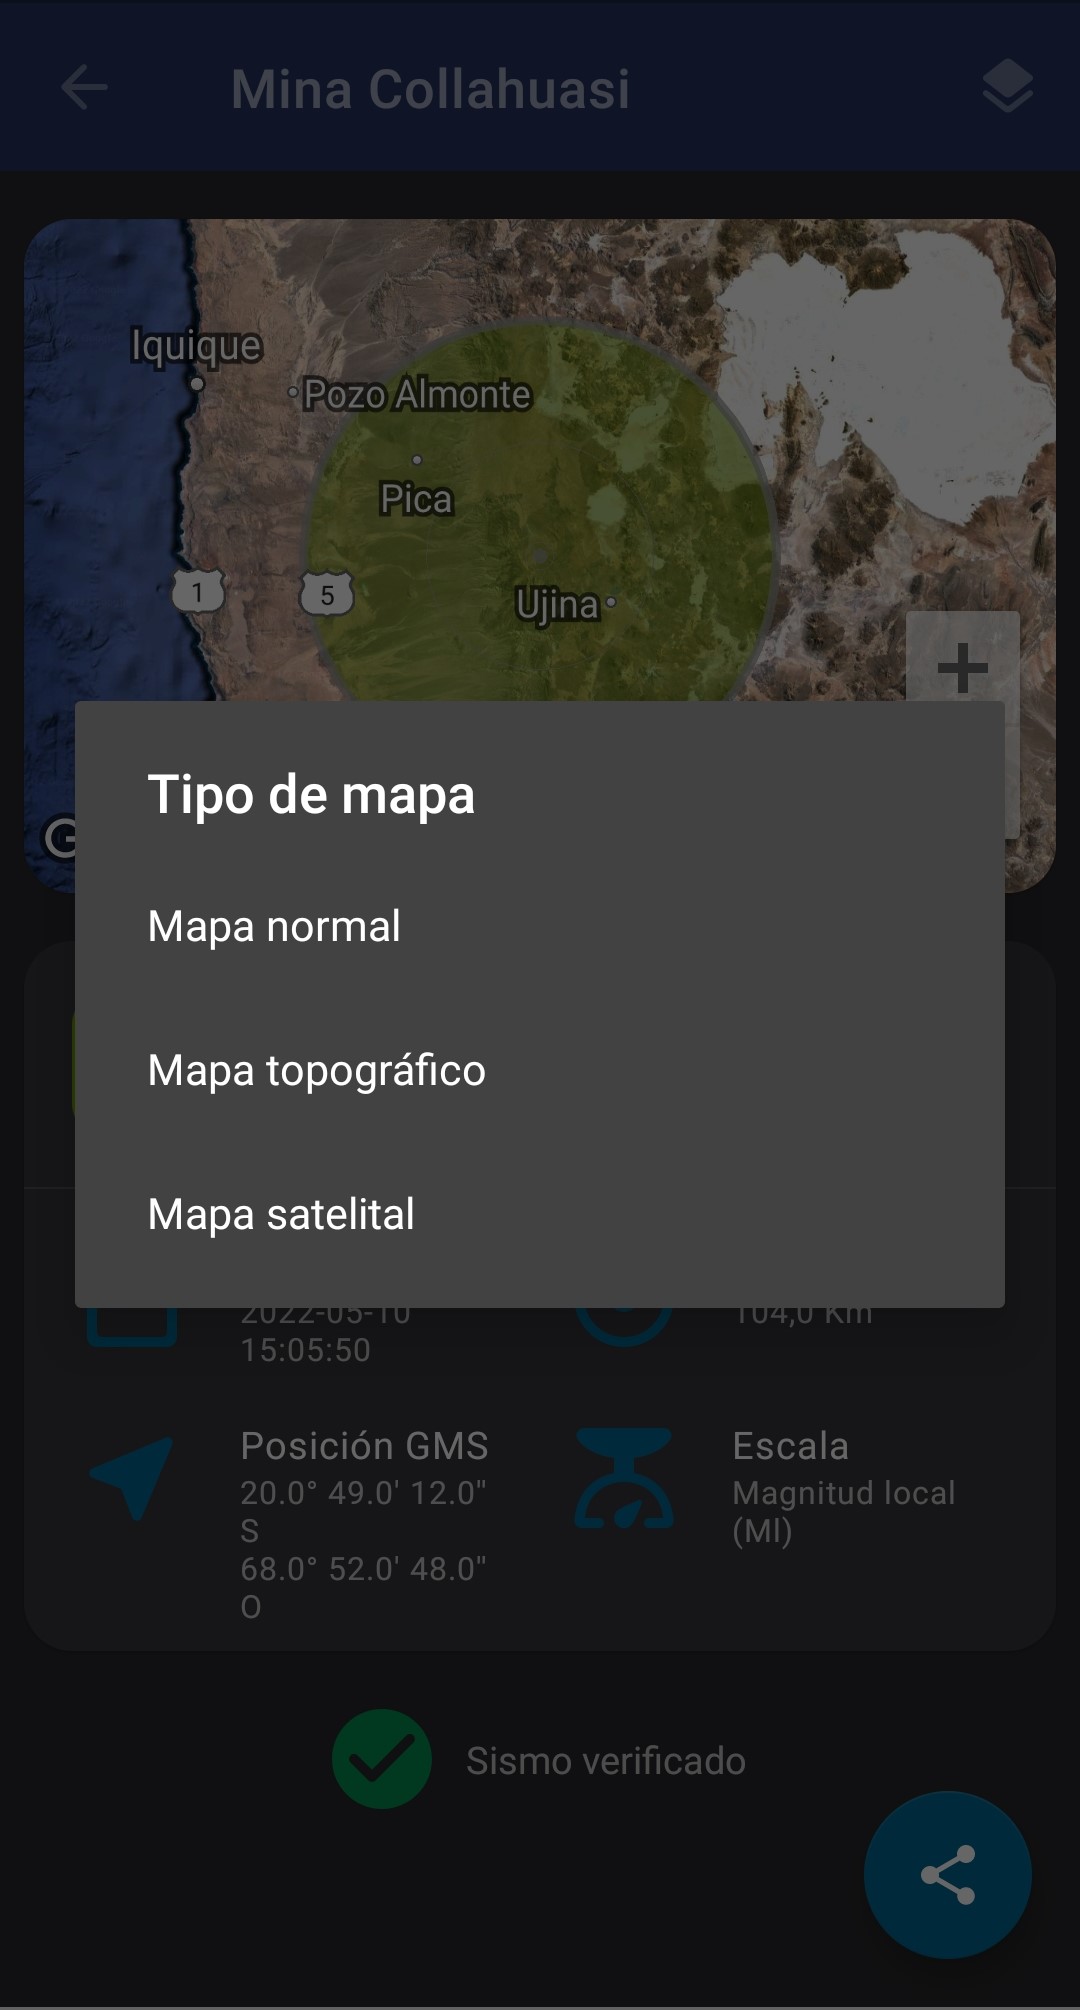 Mina Collahuasi
Iquique
Pozo Almonte
Pica
1
5
Ujina
+
G
Tipo de mapa
Mapa normal
Mapa topográfico
Mapa satelital
2022-05-10
15:05:50
104,0 Km
Posición GMS
20.0° 49.0' 12.0"
S
68.0° 52.0' 48.0"
O
Escala
Magnitud local
(Ml)
Sismo verificado